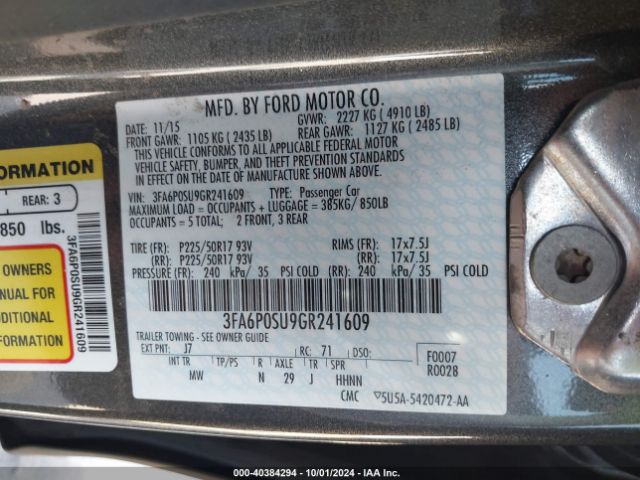 MFD. BY FORD MOTOR CO.
DATE: 11/15 GVWR: 2227 KG ( 4910 LB)
FRONT GAWR: 1105 KG ( 2435 LB) REAR GAWR: 1127 KG ( 2485 LB)
THIS VEHICLE CONFORMS TO ALL APPLICABLE FEDERAL MOTOR
VEHICLE SAFETY, BUMPER, AND THEFT PREVENTION STANDARDS
IN EFFECT ON THE DATE OF MANUFACTURE SHOWN ABOVE.
VIN: 3FA6P0SU9GR241609 TYPE: Passenger Car
MAXIMUM LOAD = OCCUPANTS + LUGGAGE = 385KG/ 850LB
OCCUPANTS = 5 TOTAL; 2 FRONT, 3 REAR
TIRE (FR): P225/50R17 93V RIMS (FR): 17x7.5J
(RR): P225/50R17 93V (RR): 17x7.5J
PRESSURE (FR): 240 kPa/ 35 PSI COLD (RR): 240 kPa/ 35 PSI COLD
3FA6P0SU9GR241609
TRAILER TOWING - SEE OWNER GUIDE
EXT PNT: J7 RC: 71 DSO: F0007
INT TR TP/PS R AXLE TR SPR R0028
MW N 29 J HHNN
CMC ▽5U5A-5420472-AA
FORMATION
REAR: 3
850 lbs.
OWNERS
NUAL FOR
DDITIONAL
FORMATION
3FA6P0SU9GR241609
000-40384294 - 10/01/2024 - IAA Inc.